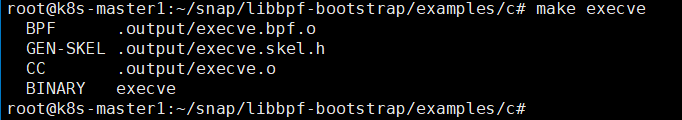 root@k8s-master1:~/snap/libbpf-bootstrap/examples/c# make execve
BPF .output/execve.bpf.o
GEN-SKEL .output/execve.skel.h
CC .output/execve.o
BINARY execve
root@k8s-master1:~/snap/libbpf-bootstrap/examples/c#